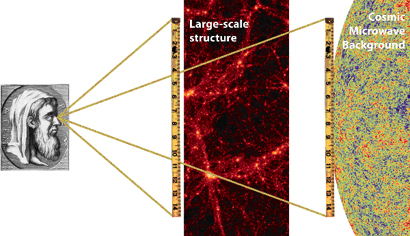 Large-scale
structure
Cosmic
Microwave
Background